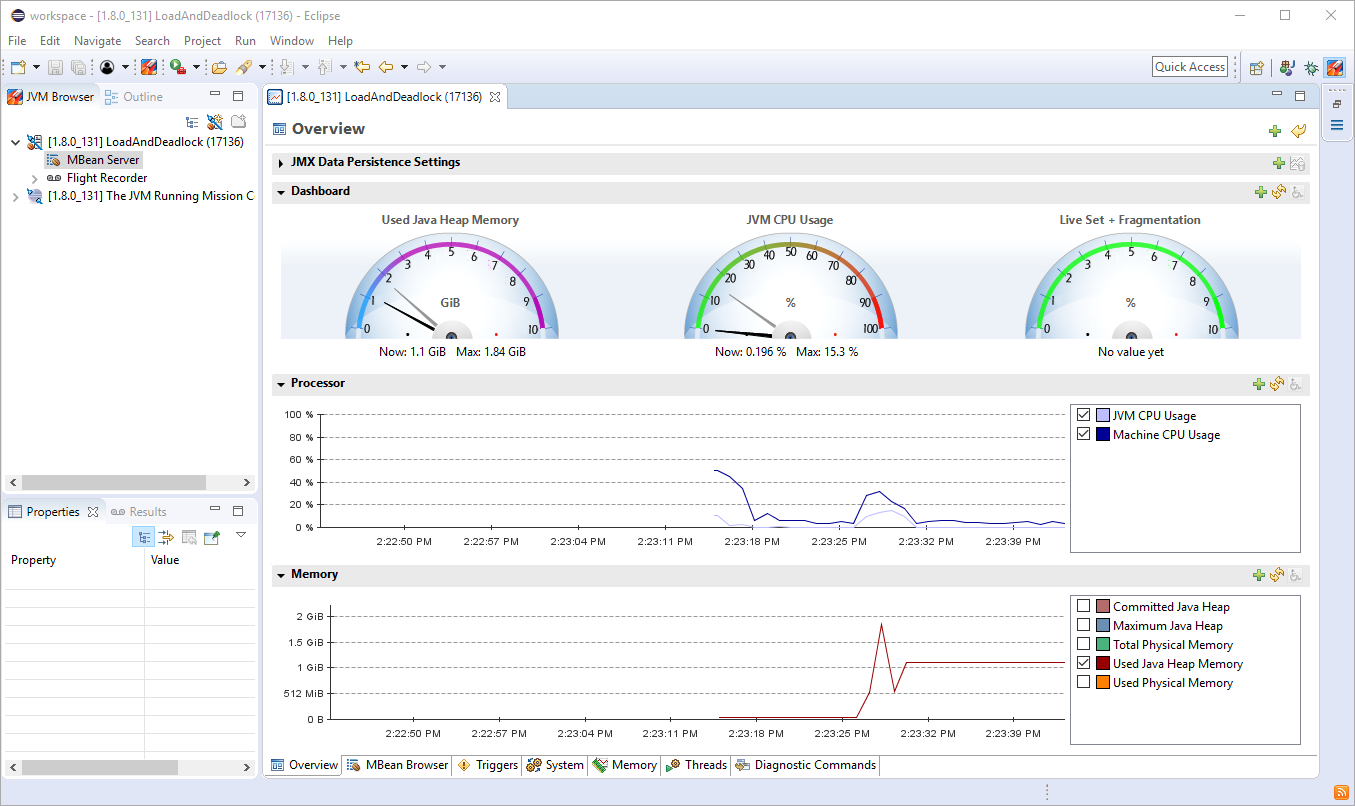 workspace - [1.8.0_131] LoadAndDeadlock (17136) - Eclipse
File Edit Navigate Search Project Run Window Help
Quick Access
JVM Browser Outline
[1.8.0_131] LoadAndDeadlock (17136)
MBean Server
Flight Recorder
[1.8.0_131] The JVM Running Mission C
Properties Results
Property Value
[1.8.0_131] LoadAndDeadlock (17136)
Overview
JMX Data Persistence Settings
Dashboard
Used Java Heap Memory JVM CPU Usage Live Set + Fragmentation
0 1 2 3 4 5 6 7 8 9 10
GiB
Now: 1.1 GiB Max: 1.84 GiB
0 10 20 30 40 50 60 70 80 90 100
%
Now: 0.196 % Max: 15.3 %
0 1 2 3 4 5 6 7 8 9 10
%
No value yet
Processor
100 %
80 %
60 %
40 %
20 %
0 %
2:22:50 PM 2:22:57 PM 2:23:04 PM 2:23:11 PM 2:23:18 PM 2:23:25 PM 2:23:32 PM 2:23:39 PM
JVM CPU Usage
Machine CPU Usage
Memory
2 GiB
1.5 GiB
1 GiB
512 MiB
0 B
2:22:50 PM 2:22:57 PM 2:23:04 PM 2:23:11 PM 2:23:18 PM 2:23:25 PM 2:23:32 PM 2:23:39 PM
Committed Java Heap
Maximum Java Heap
Total Physical Memory
Used Java Heap Memory
Used Physical Memory
Overview MBean Browser Triggers System Memory Threads Diagnostic Commands